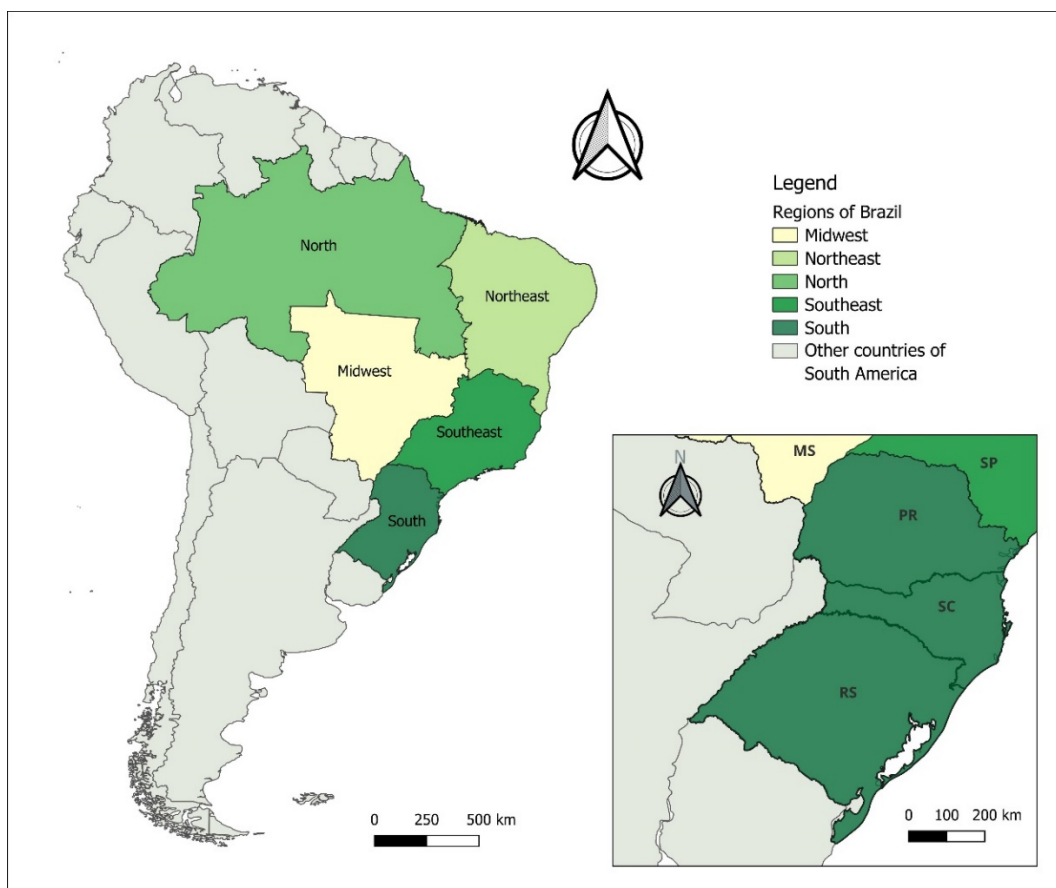 North
Northeast
Midwest
Southeast
South
0 250 500 km
Legend
Regions of Brazil
Midwest
Northeast
North
Southeast
South
Other countries of
South America
N
MS
SP
PR
SC
RS
0 100 200 km